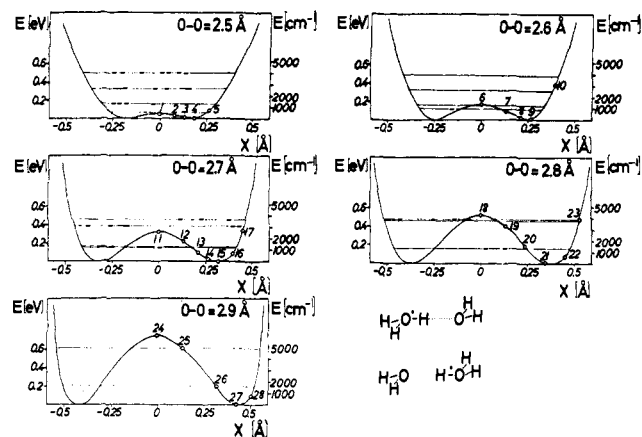 E [eV] O-O = 2.5 Å E [cm⁻¹]
0.6
0.4
0.2
5000
2000
1000
1 2 3 4 5
-0.5 -0.25 0 0.25 0.5
X [Å]
O-O = 2.6 Å E [cm⁻¹]
E [eV]
0.6
0.4
0.2
5000
2000
1000
6 7 8 9 10
-0.5 -0.25 0 0.25 0.5
X [Å]
E [eV] O-O = 2.7 Å E [cm⁻¹]
0.6
0.4
0.2
5000
2000
1000
11 12 13 14 15 16 17
-0.5 -0.25 0 0.25 0.5
X [Å]
E [eV] O-O = 2.8 Å E [cm⁻¹]
0.6
0.4
0.2
5000
2000
1000
18 19 20 21 22 23
-0.5 -0.25 0 0.25 0.5
X [Å]
E [eV] O-O = 2.9 Å E [cm⁻¹]
0.6
0.4
0.2
5000
2000
1000
24 25 26 27 28
-0.5 -0.25 0 0.25 0.5
X [Å]
H-O⁺-H O-H
H H
H-O H-O⁺-H
H H